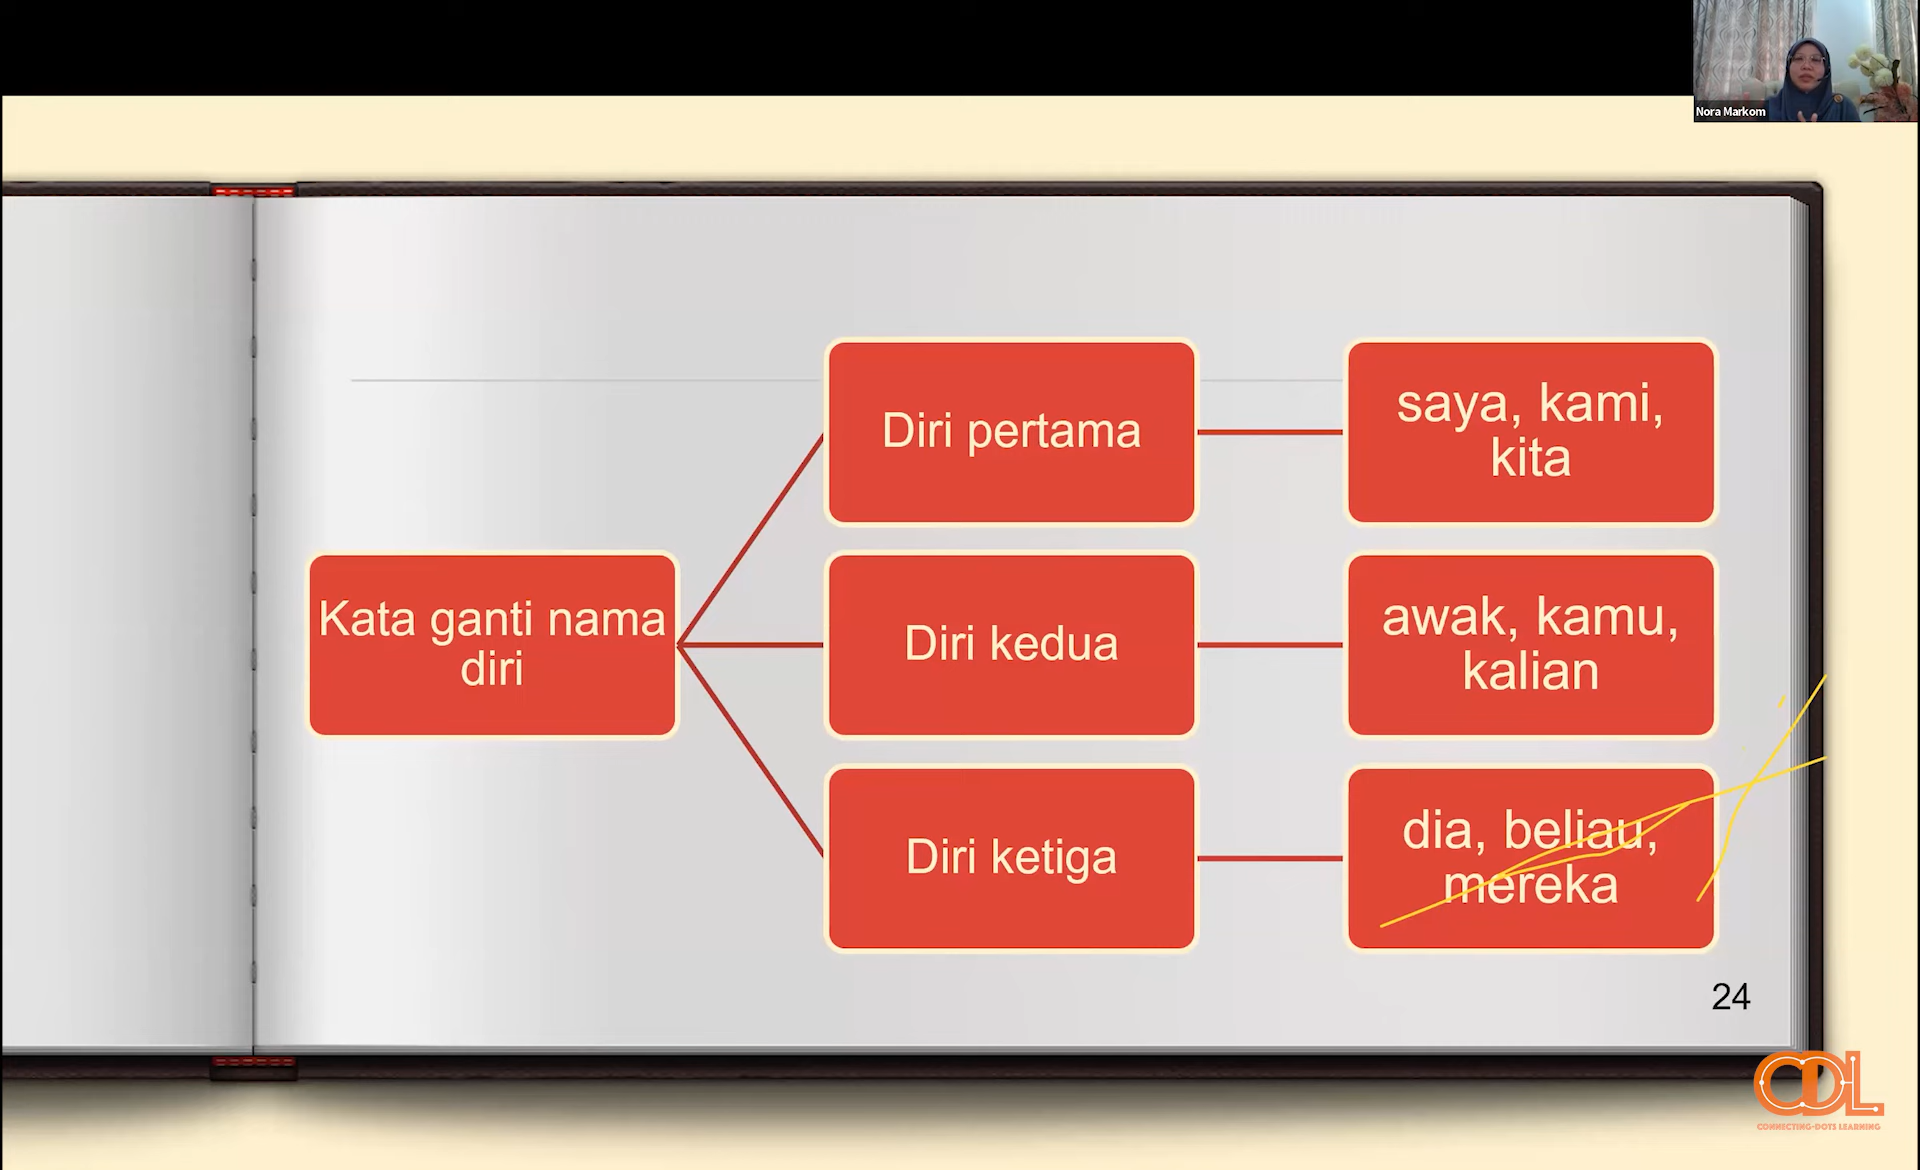 Nora Markom
Diri pertama
saya, kami,
kita
Kata ganti nama
diri
Diri kedua
awak, kamu,
kalian
Diri ketiga
dia, beliau,
mereka
24
CDL
CONNECTING-DOTS LEARNING